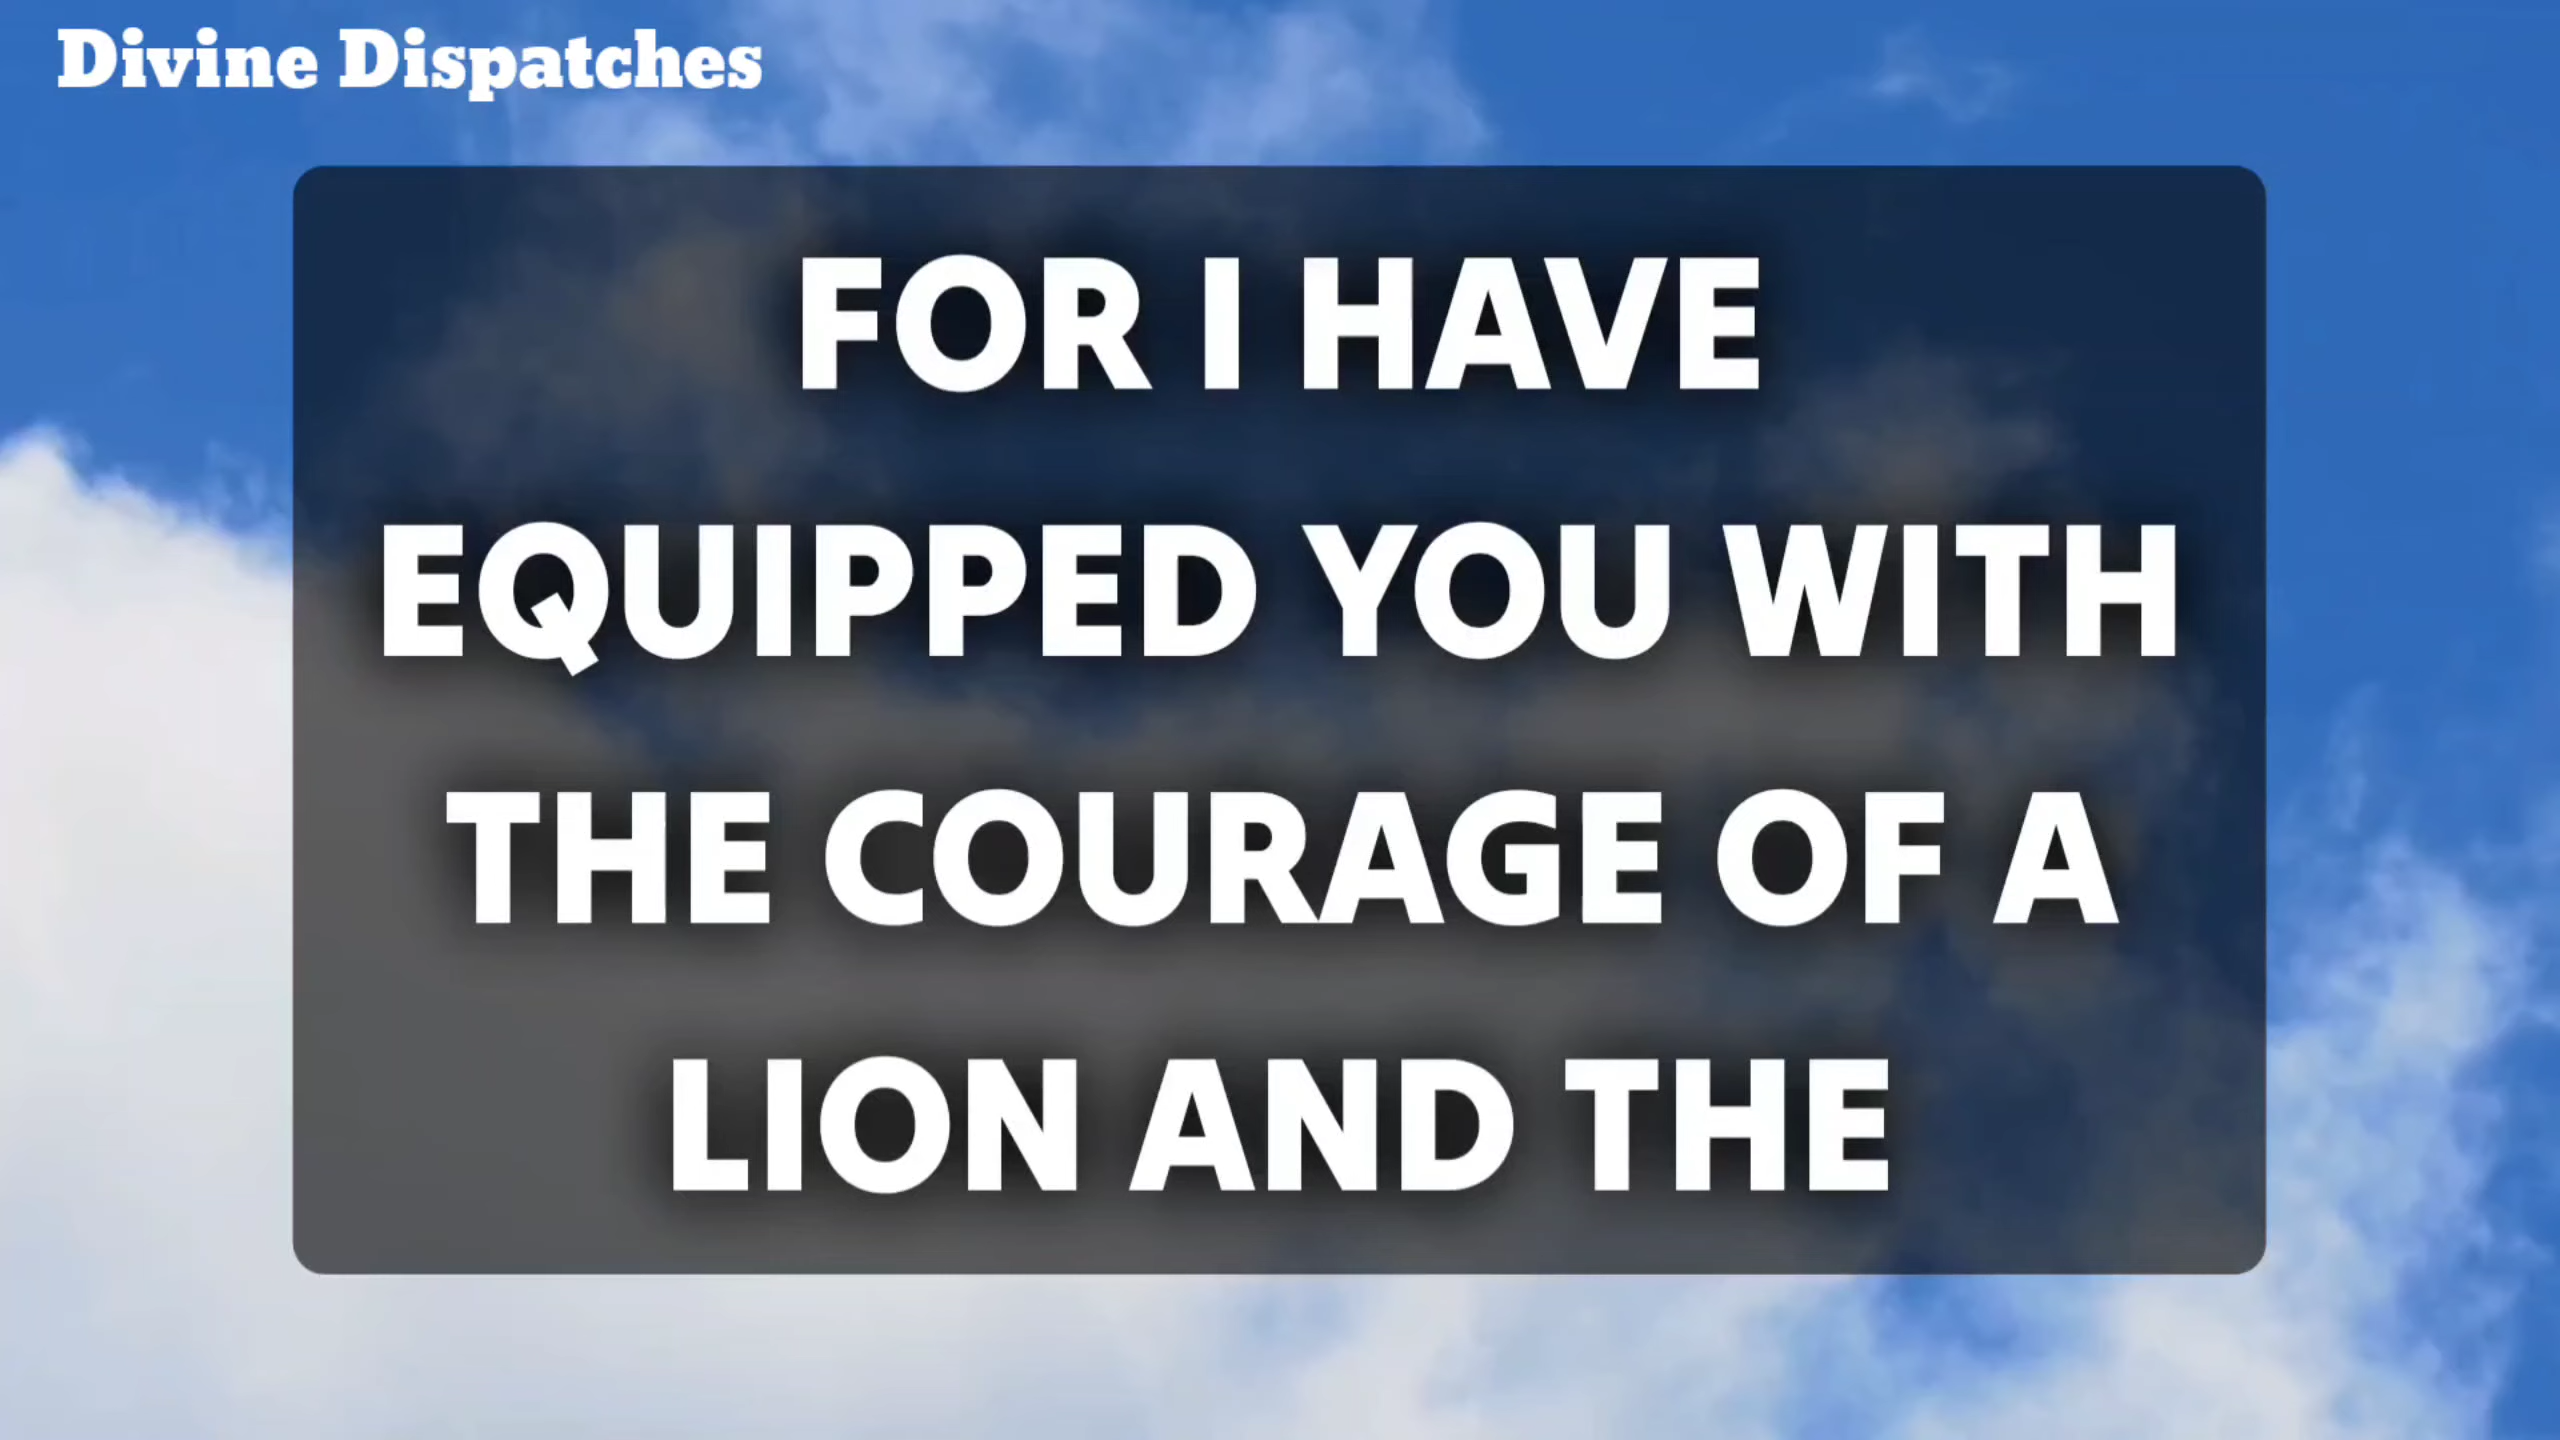 Divine Dispatches
FOR I HAVE
EQUIPPED YOU WITH
THE COURAGE OF A
LION AND THE